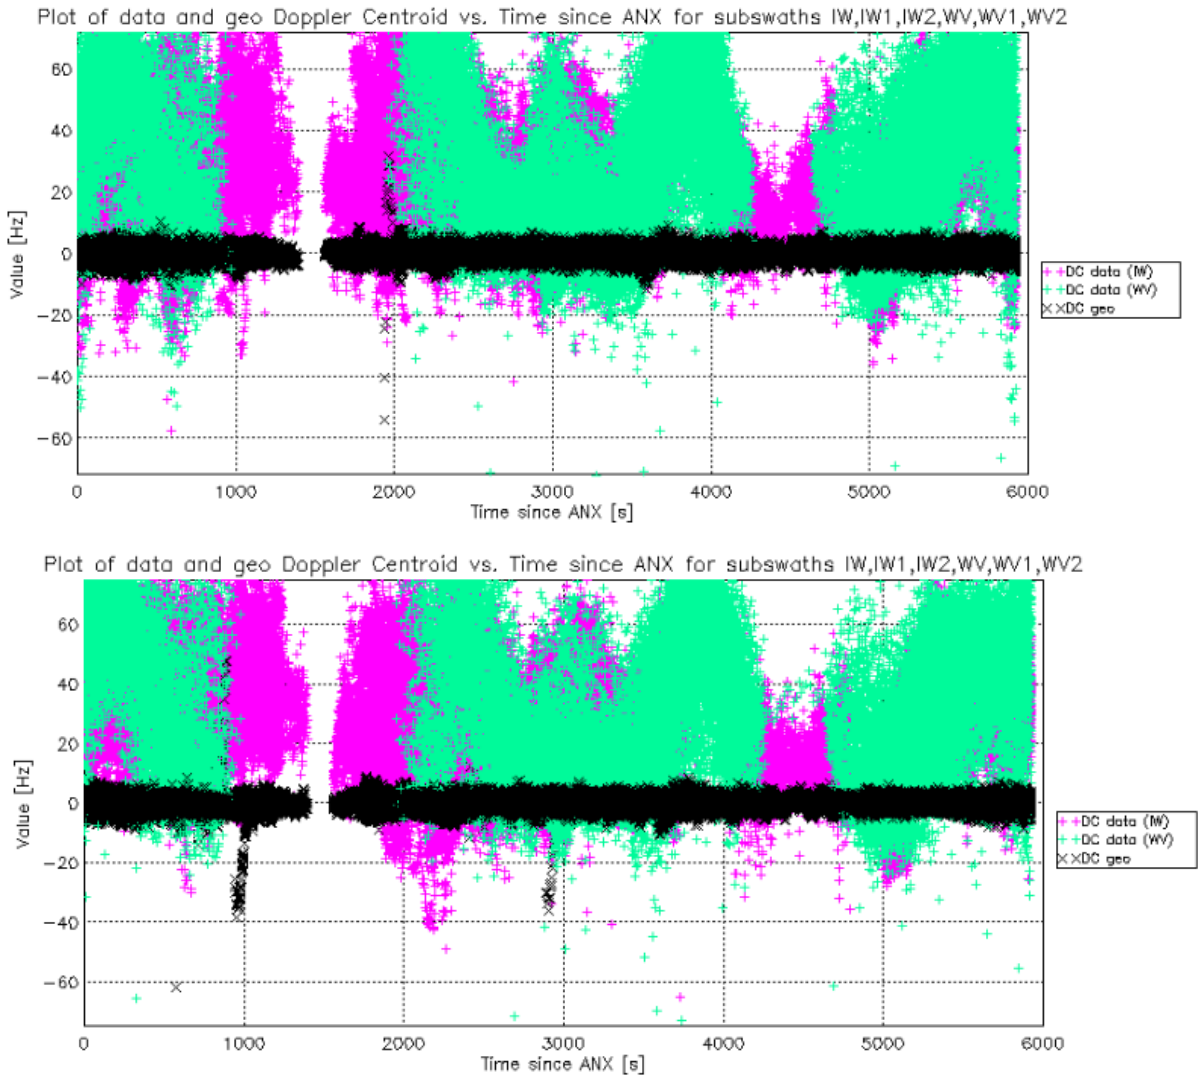 Plot of data and geo Doppler Centroid vs. Time since ANX for subswaths IW,IW1,IW2,WV,WV1,WV2
60
40
20
0
−20
−40
−60
Value [Hz]
0 1000 2000 3000 4000 5000 6000
Time since ANX [s]
DC data (IW)
DC data (WV)
DC geo
Plot of data and geo Doppler Centroid vs. Time since ANX for subswaths IW,IW1,IW2,WV,WV1,WV2
60
40
20
0
−20
−40
−60
Value [Hz]
0 1000 2000 3000 4000 5000 6000
Time since ANX [s]
DC data (IW)
DC data (WV)
DC geo